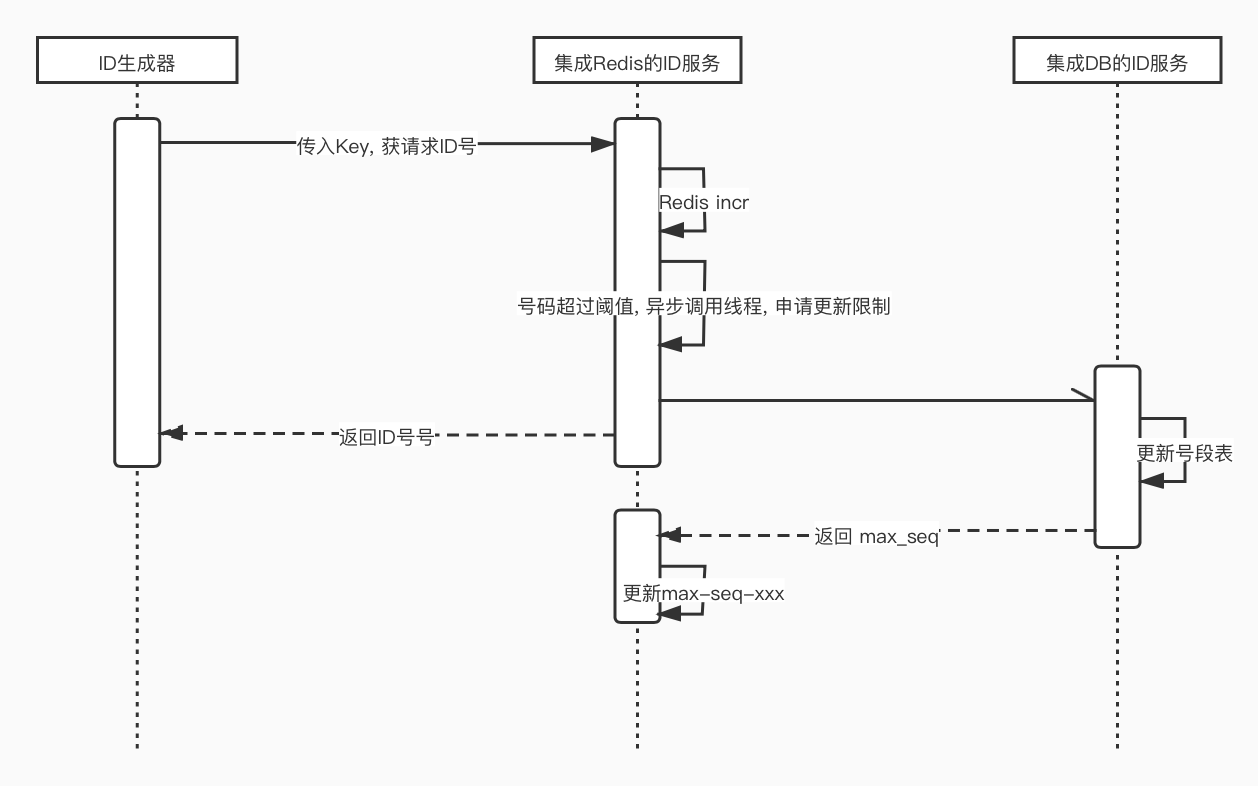 ID生成器
集成Redis的ID服务
集成DB的ID服务
传入Key, 获请求ID号
Redis incr
号码超过阈值, 异步调用线程, 申请更新限制
返回ID号号
更新号段表
返回 max_seq
更新max-seq-xxx